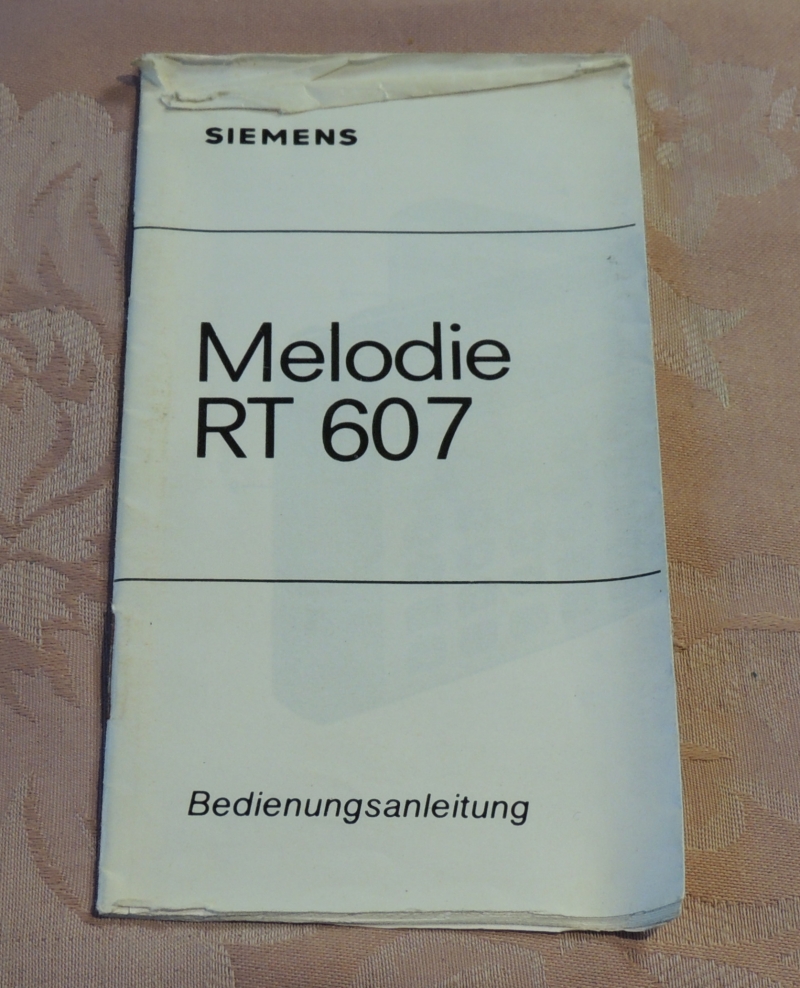 SIEMENS
Melodie
RT 607
Bedienungsanleitung